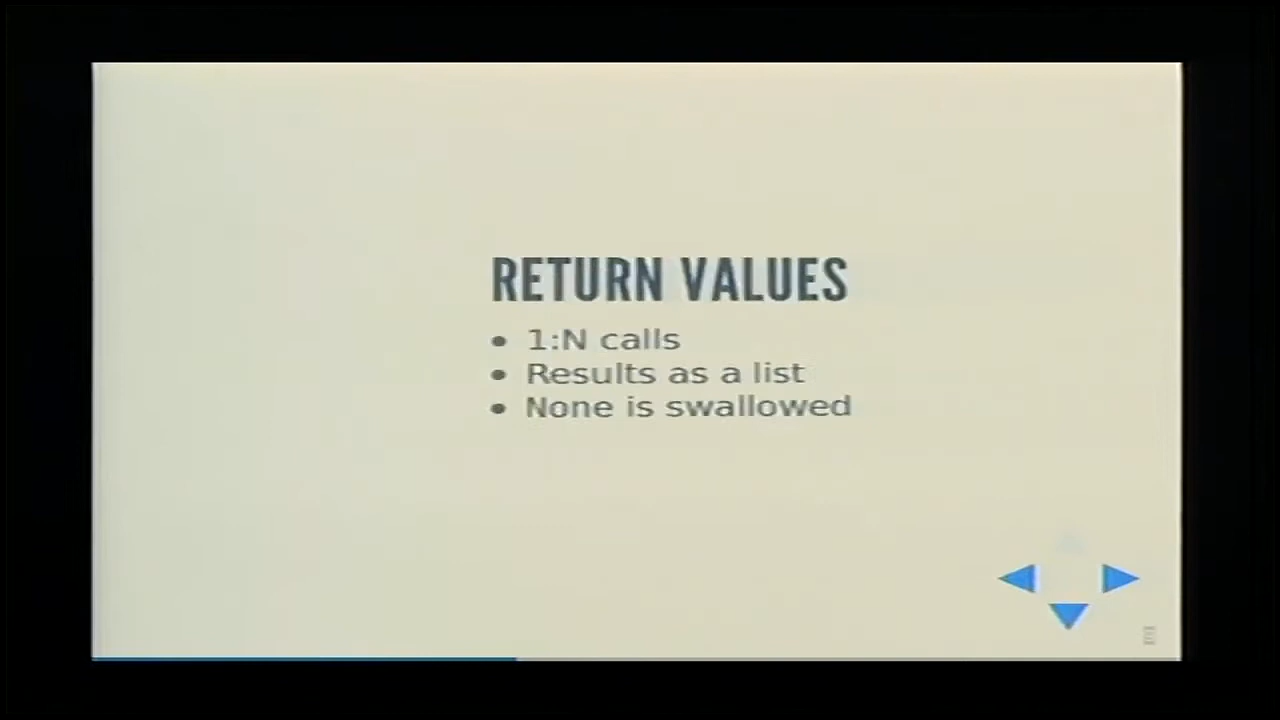 RETURN VALUES
1:N calls
Results as a list
None is swallowed